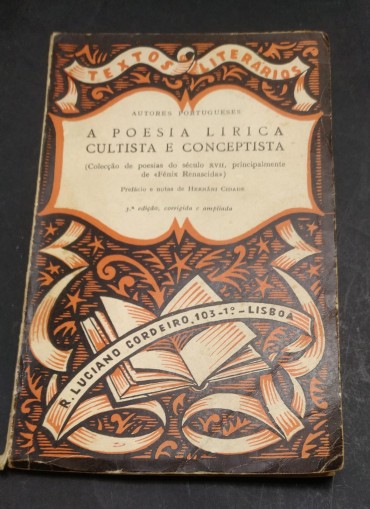 TEXTOS LITERÁRIOS
AUTORES PORTUGUESES
A POESIA LÍRICA
CULTISTA E CONCEPTISTA
(Colecção de poesias do século XVII, principalmente
de «Fénix Renascida»)
Prefácio e notas de HERNÂNI CIDADE
3.ª edição, corrigida e ampliada
R. LUCIANO CORDEIRO, 103-1.º-LISBOA